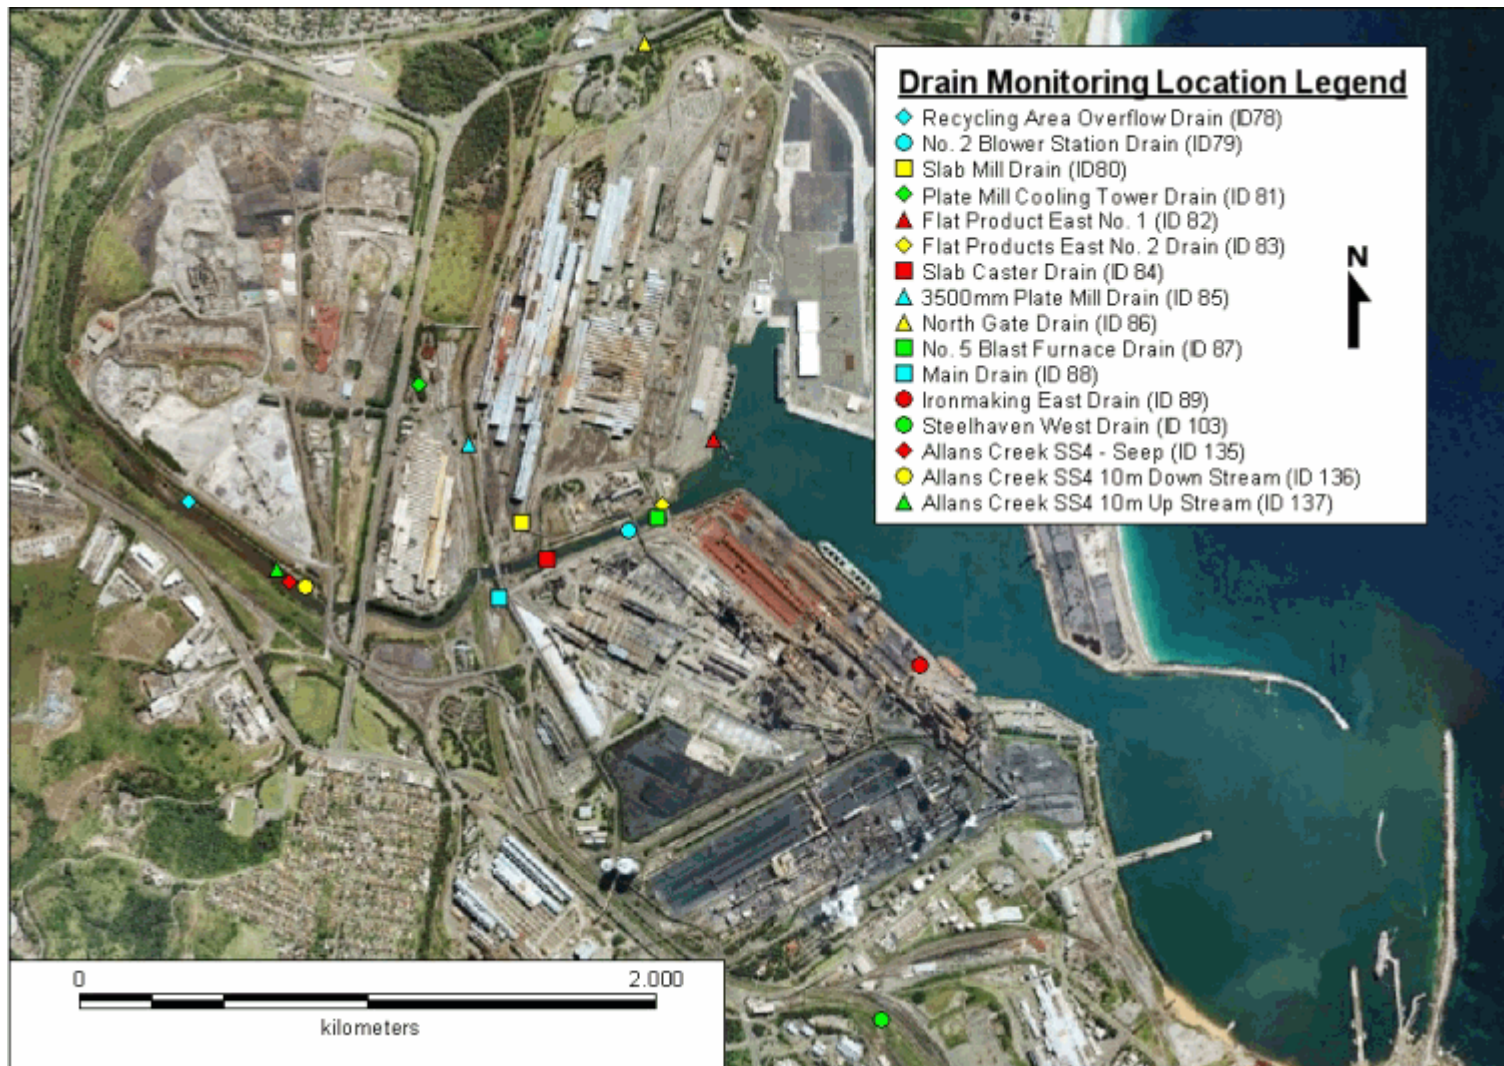 Drain Monitoring Location Legend
Recycling Area Overflow Drain (ID78)
No. 2 Blower Station Drain (ID79)
Slab Mill Drain (ID80)
Plate Mill Cooling Tower Drain (ID 81)
Flat Product East No. 1 (ID 82)
Flat Products East No. 2 Drain (ID 83)
Slab Caster Drain (ID 84)
3500mm Plate Mill Drain (ID 85)
North Gate Drain (ID 86)
No. 5 Blast Furnace Drain (ID 87)
Main Drain (ID 88)
Ironmaking East Drain (ID 89)
Steelhaven West Drain (ID 103)
Allans Creek SS4 - Seep (ID 135)
Allans Creek SS4 10m Down Stream (ID 136)
Allans Creek SS4 10m Up Stream (ID 137)
N
0 2.000
kilometers